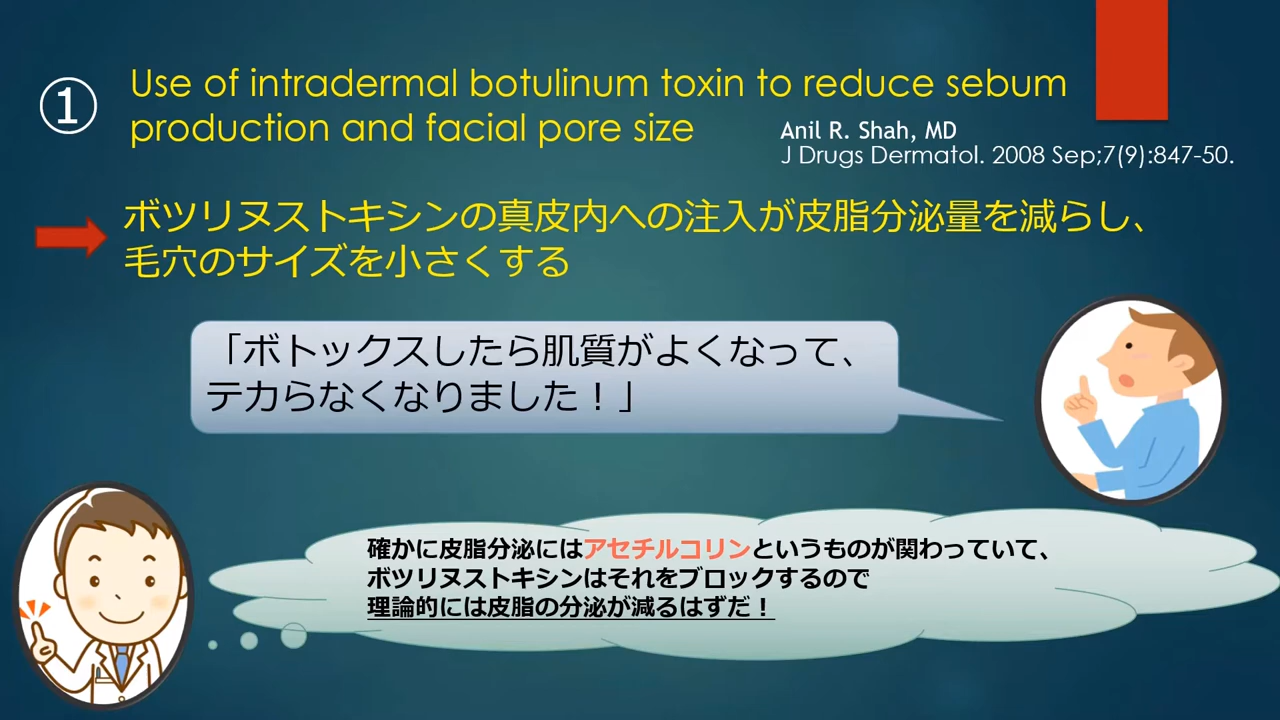 ①
Use of intradermal botulinum toxin to reduce sebum
production and facial pore size
Anil R. Shah, MD
J Drugs Dermatol. 2008 Sep;7(9):847-50.
ボツリヌストキシンの真皮内への注入が皮脂分泌量を減らし、
毛穴のサイズを小さくする
「ボトックスしたら肌質がよくなって、
テカらなくなりました！」
確かに皮脂分泌にはアセチルコリンというものが関わっていて、
ボツリヌストキシンはそれをブロックするので
理論的には皮脂の分泌が減るはずだ！